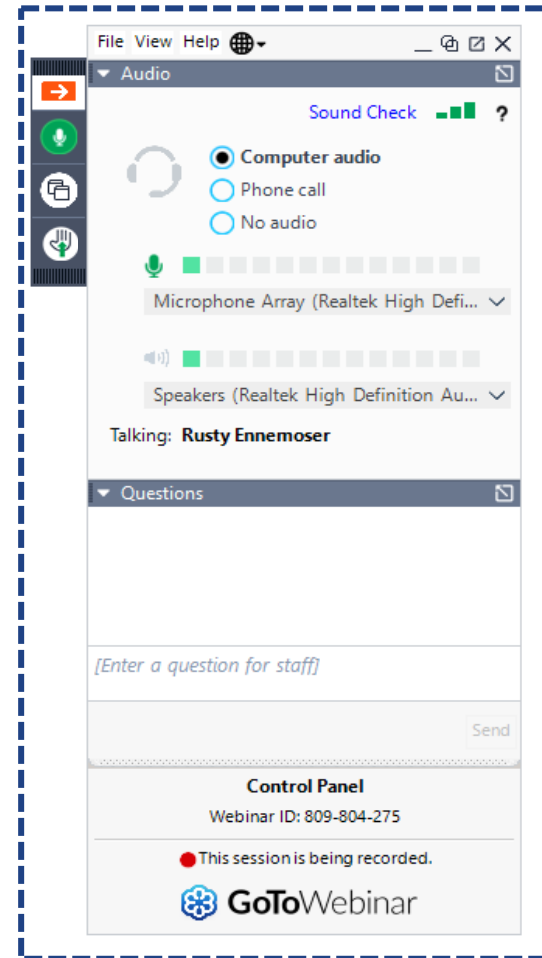 File View Help
Audio
Sound Check ?
Computer audio
Phone call
No audio
Microphone Array (Realtek High Defi...
Speakers (Realtek High Definition Au...
Talking: Rusty Ennemoser
Questions
[Enter a question for staff]
Send
Control Panel
Webinar ID: 809-804-275
This session is being recorded.
GoToWebinar